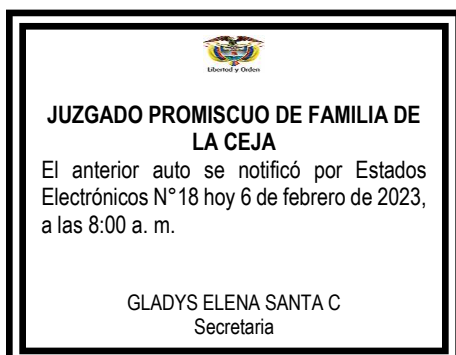 Libertad y Orden
JUZGADO PROMISCUO DE FAMILIA DE
LA CEJA
El anterior auto se notificó por Estados
Electrónicos N°18 hoy 6 de febrero de 2023,
a las 8:00 a. m.
GLADYS ELENA SANTA C
Secretaria